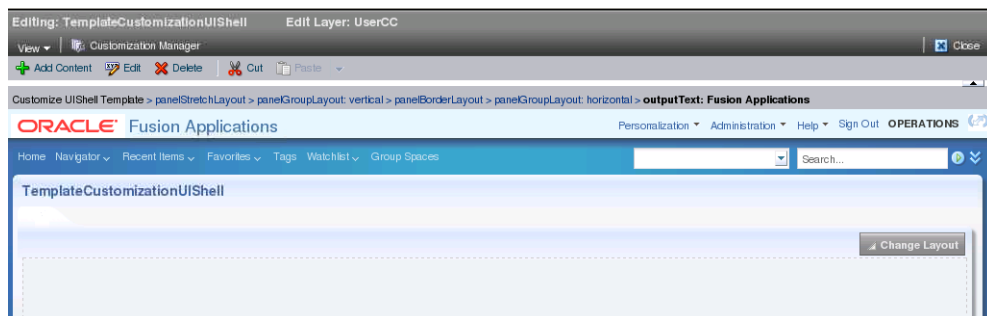 Editing: TemplateCustomizationUIShell Edit Layer: UserCC
View Customization Manager Close
Add Content Edit Delete Cut Paste
Customize UIShell Template > panelStretchLayout > panelGroupLayout: vertical > panelBorderLayout > panelGroupLayout: horizontal > outputText: Fusion Applications
ORACLE Fusion Applications Personalization Administration Help Sign Out OPERATIONS
Home Navigator Recent Items Favorites Tags Watchlist Group Spaces Search...
TemplateCustomizationUIShell
Change Layout